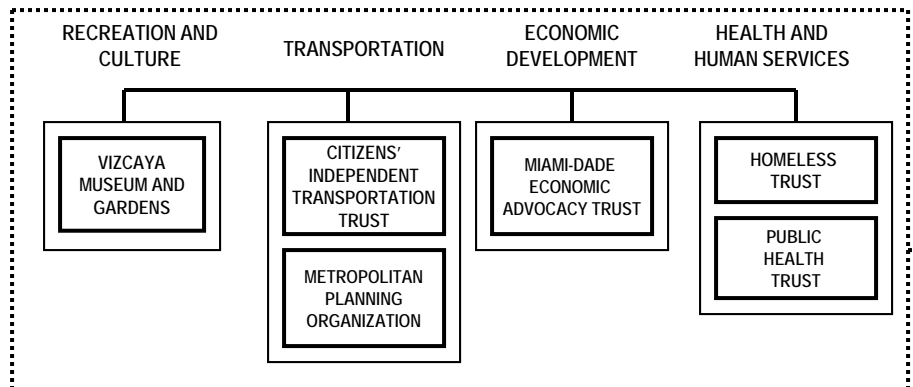 RECREATION AND
CULTURE
TRANSPORTATION
ECONOMIC
DEVELOPMENT
HEALTH AND
HUMAN SERVICES
VIZCAYA
MUSEUM AND
GARDENS
CITIZENS'
INDEPENDENT
TRANSPORTATION
TRUST
METROPOLITAN
PLANNING
ORGANIZATION
MIAMI-DADE
ECONOMIC
ADVOCACY TRUST
HOMELESS
TRUST
PUBLIC
HEALTH
TRUST